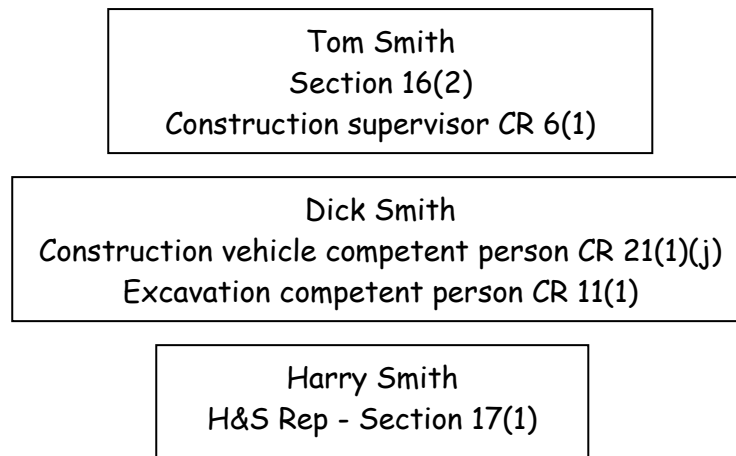 Tom Smith
Section 16(2)
Construction supervisor CR 6(1)
Dick Smith
Construction vehicle competent person CR 21(1)(j)
Excavation competent person CR 11(1)
Harry Smith
H&S Rep - Section 17(1)